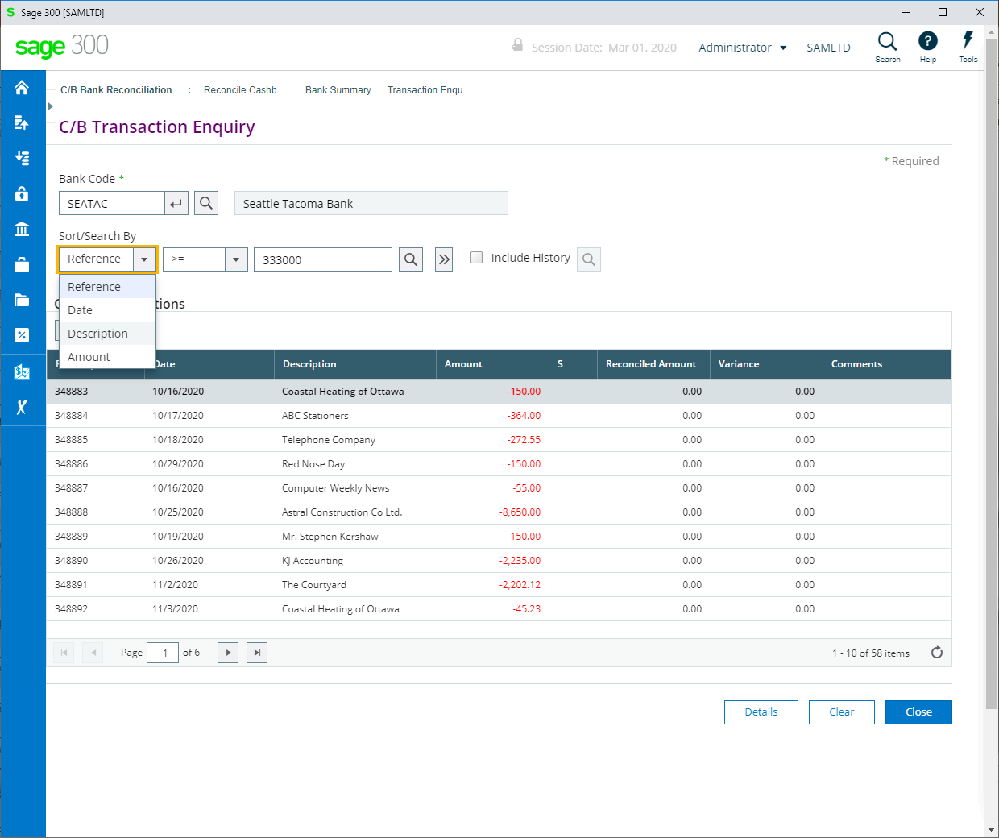 Sage 300 [SAMLTD]
sage 300
Session Date: Mar 01, 2020
Administrator
SAMLTD
Search
Help
Tools
C/B Bank Reconciliation : Reconcile Cashb... Bank Summary Transaction Enqu...
C/B Transaction Enquiry
* Required
Bank Code *
SEATAC
Seattle Tacoma Bank
Sort/Search By
Reference >= 333000 Include History
Reference
Date
Description
Amount
tions
Date Description Amount S Reconciled Amount Variance Comments
348883 10/16/2020 Coastal Heating of Ottawa -150.00 0.00 0.00
348884 10/17/2020 ABC Stationers -364.00 0.00 0.00
348885 10/18/2020 Telephone Company -272.55 0.00 0.00
348886 10/29/2020 Red Nose Day -150.00 0.00 0.00
348887 10/16/2020 Computer Weekly News -55.00 0.00 0.00
348888 10/25/2020 Astral Construction Co Ltd. -8,650.00 0.00 0.00
348889 10/19/2020 Mr. Stephen Kershaw -150.00 0.00 0.00
348890 10/26/2020 KJ Accounting -2,235.00 0.00 0.00
348891 11/2/2020 The Courtyard -2,202.12 0.00 0.00
348892 11/3/2020 Coastal Heating of Ottawa -45.23 0.00 0.00
Page 1 of 6
1 - 10 of 58 items
Details
Clear
Close